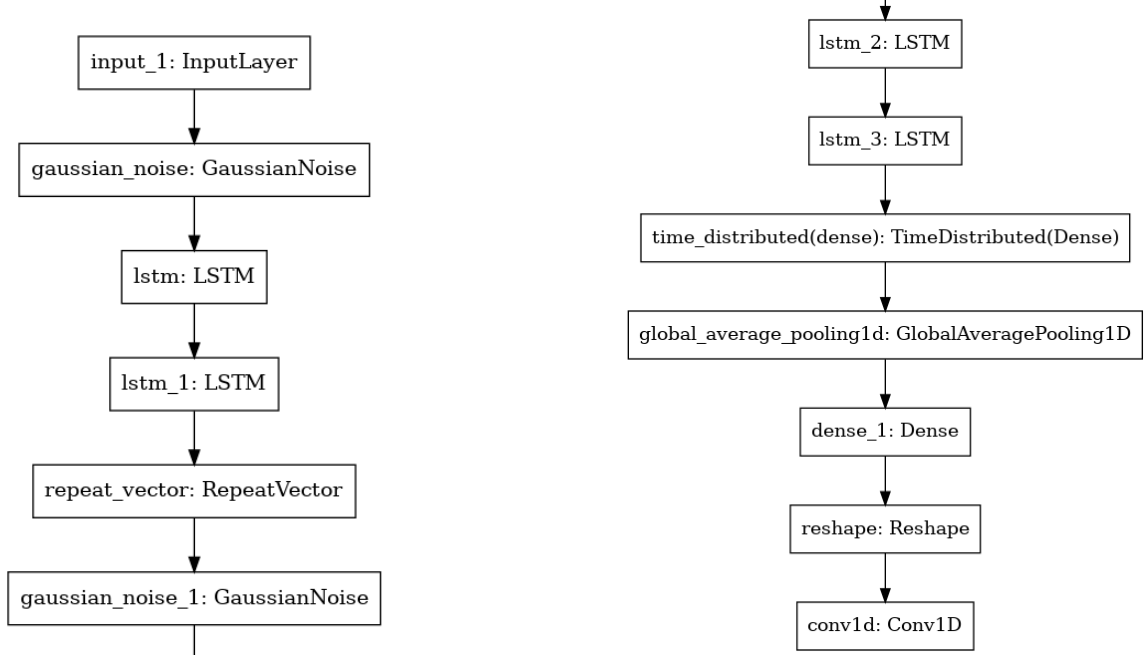 input_1: InputLayer
gaussian_noise: GaussianNoise
lstm: LSTM
lstm_1: LSTM
repeat_vector: RepeatVector
gaussian_noise_1: GaussianNoise
lstm_2: LSTM
lstm_3: LSTM
time_distributed(dense): TimeDistributed(Dense)
global_average_pooling1d: GlobalAveragePooling1D
dense_1: Dense
reshape: Reshape
conv1d: Conv1D